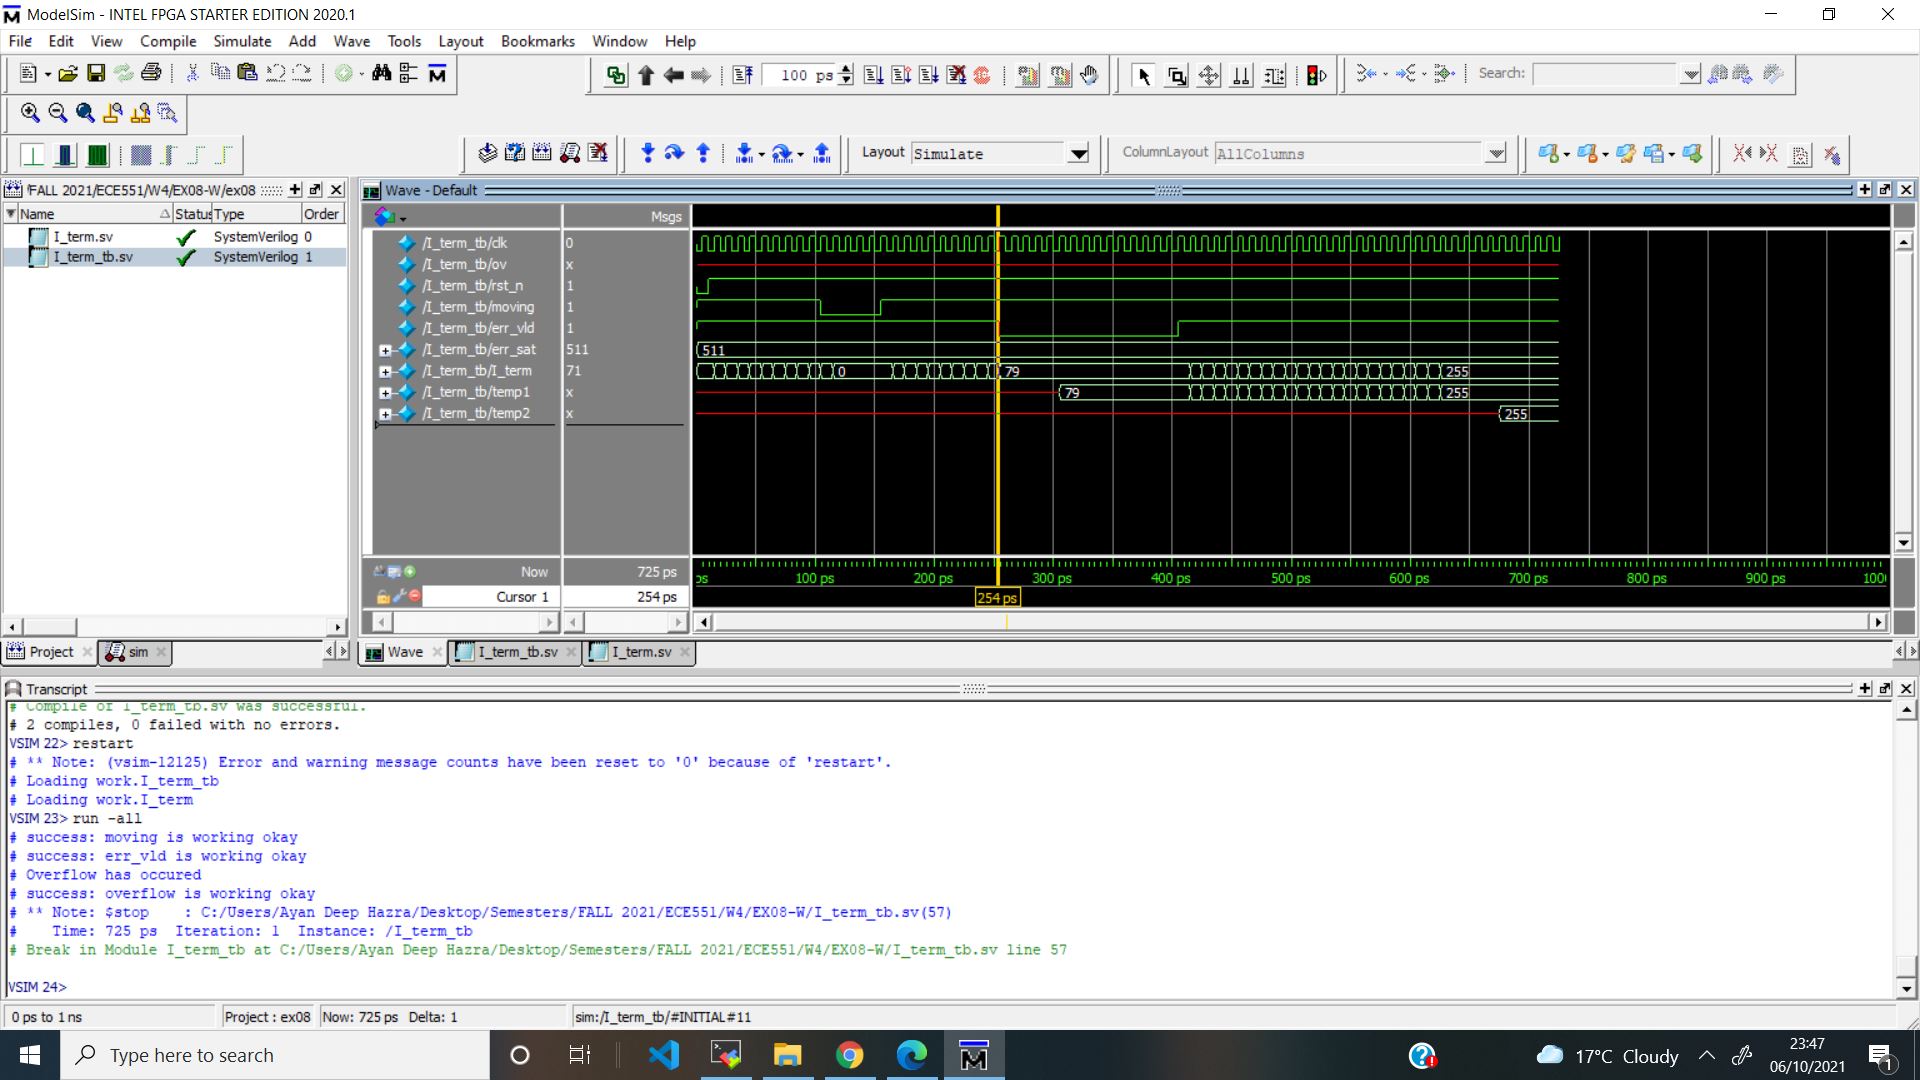 ModelSim - INTEL FPGA STARTER EDITION 2020.1
File Edit View Compile Simulate Add Wave Tools Layout Bookmarks Window Help
100 ps
Search:
Layout Simulate
ColumnLayout AllColumns
FALL 2021/ECE551/W4/EX08-W/ex08
Name Status Type Order
I_term.sv SystemVerilog 0
I_term_tb.sv SystemVerilog 1
Wave - Default
Msgs
/I_term_tb/clk 0
/I_term_tb/ov x
/I_term_tb/rst_n 1
/I_term_tb/moving 1
/I_term_tb/err_vld 1
/I_term_tb/err_sat 511 511
/I_term_tb/I_term 71 0 79 255
/I_term_tb/temp1 x 79 255
/I_term_tb/temp2 x 255
Now 725 ps
ps 100 ps 200 ps 300 ps 400 ps 500 ps 600 ps 700 ps 800 ps 900 ps 1000
Cursor 1 254 ps
254 ps
Project sim
Wave I_term_tb.sv I_term.sv
Transcript
# Compile of I_term_tb.sv was successful.
# 2 compiles, 0 failed with no errors.
VSIM 22> restart
# ** Note: (vsim-12125) Error and warning message counts have been reset to '0' because of 'restart'.
# Loading work.I_term_tb
# Loading work.I_term
VSIM 23> run -all
# success: moving is working okay
# success: err_vld is working okay
# Overflow has occured
# success: overflow is working okay
# ** Note: $stop : C:/Users/Ayan Deep Hazra/Desktop/Semesters/FALL 2021/ECE551/W4/EX08-W/I_term_tb.sv(57)
# Time: 725 ps Iteration: 1 Instance: /I_term_tb
# Break in Module I_term_tb at C:/Users/Ayan Deep Hazra/Desktop/Semesters/FALL 2021/ECE551/W4/EX08-W/I_term_tb.sv line 57
VSIM 24>
0 ps to 1 ns Project : ex08 Now: 725 ps Delta: 1 sim:/I_term_tb/#INITIAL#11
Type here to search
17°C Cloudy
23:47
06/10/2021
1